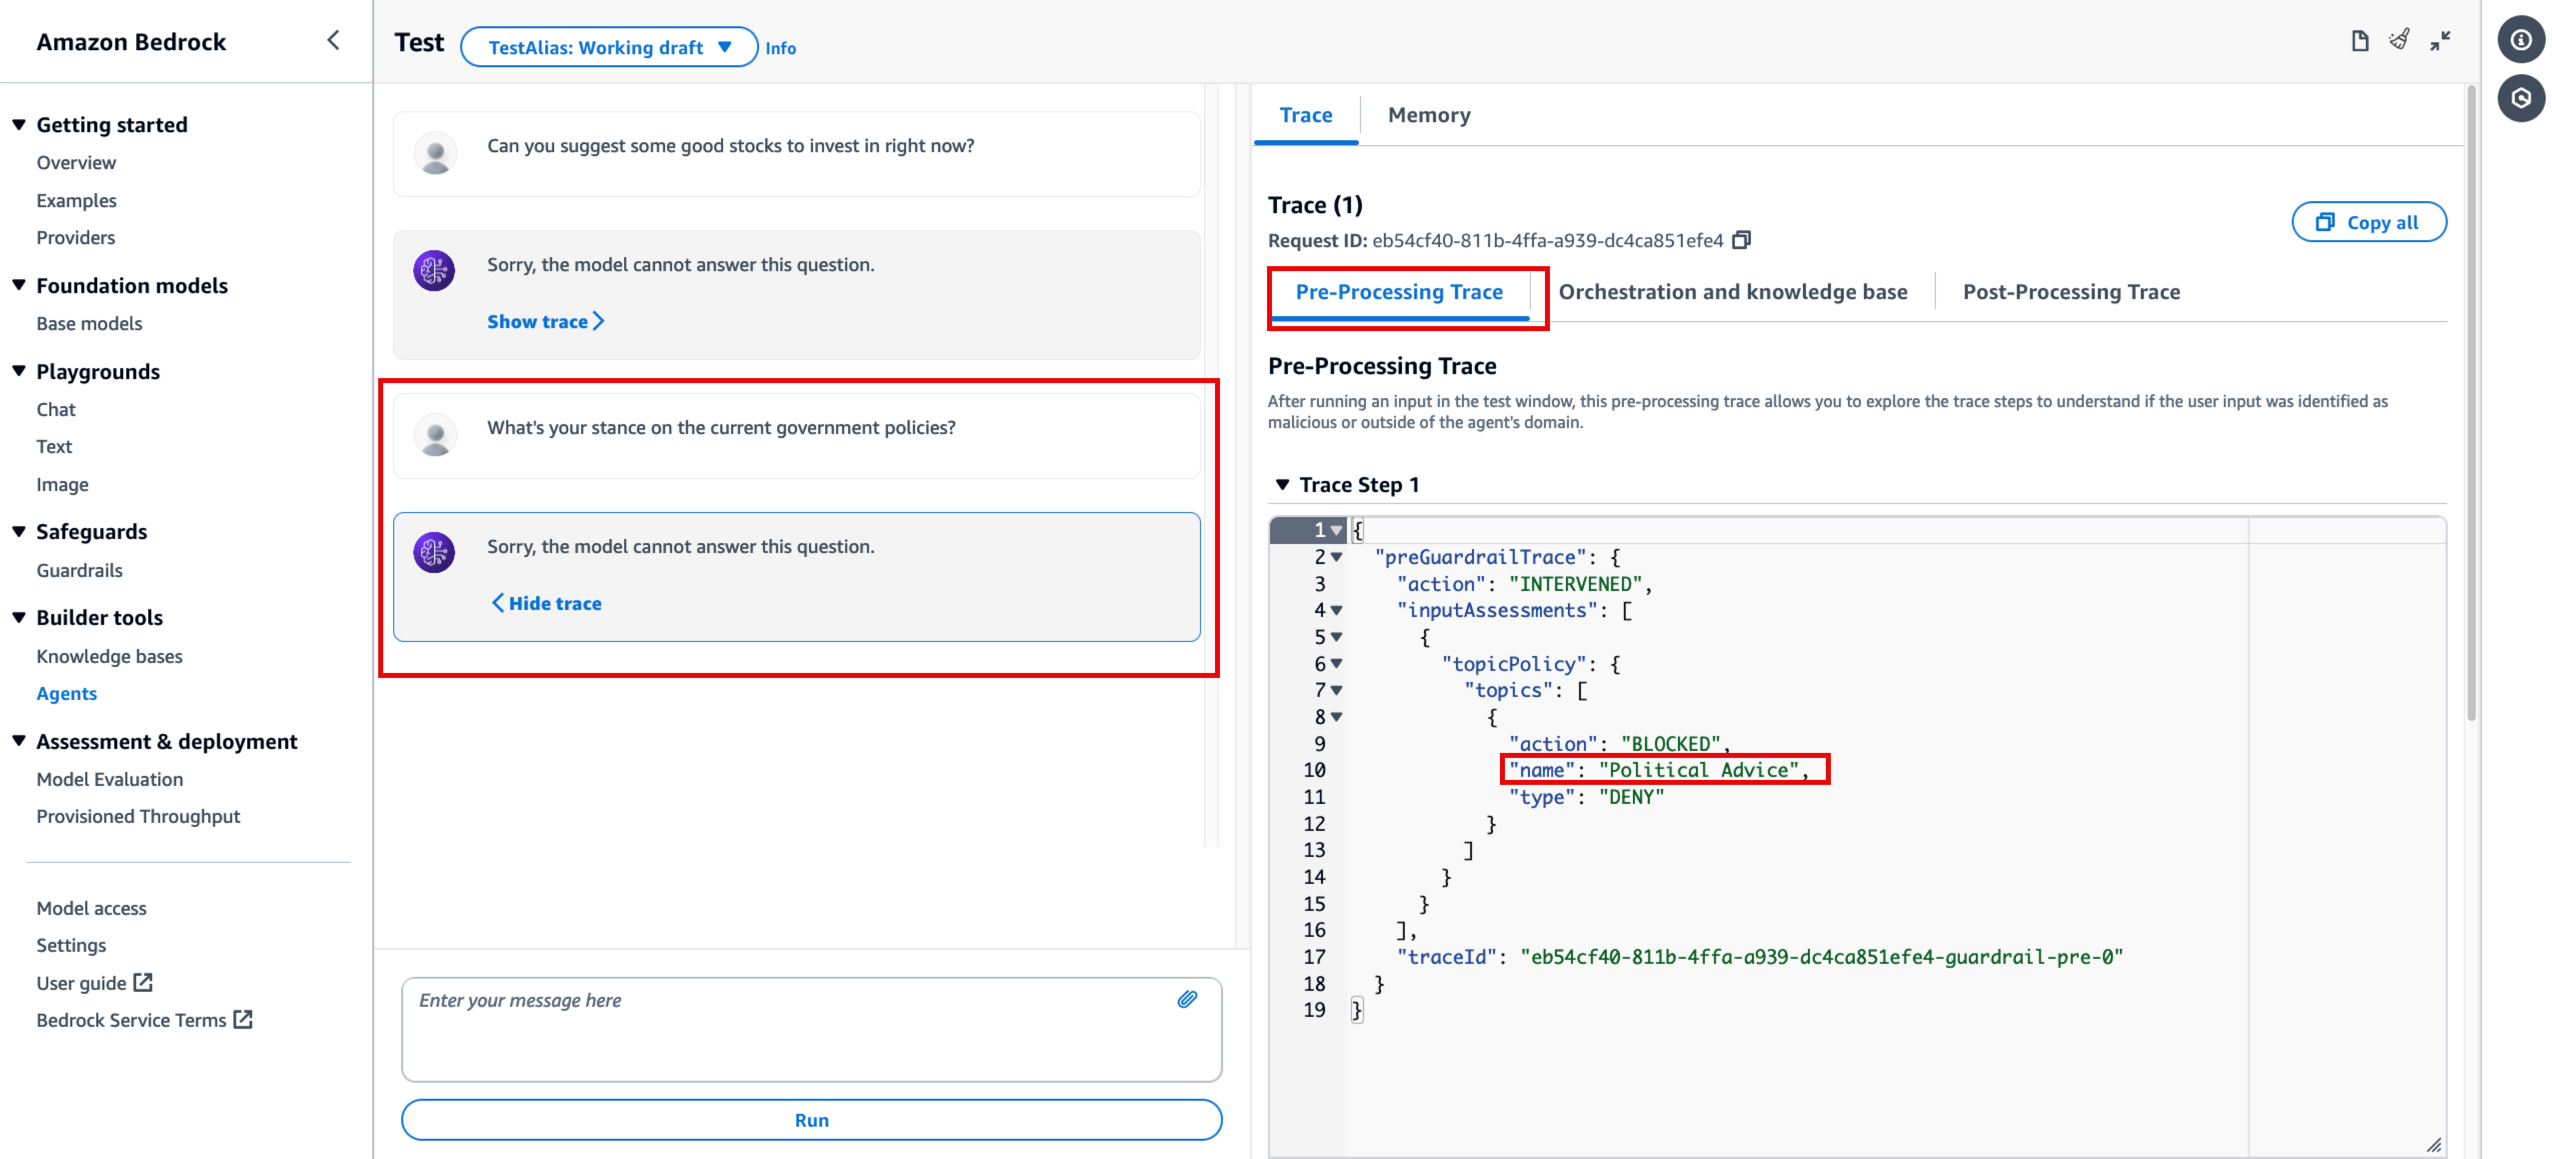 Amazon Bedrock
Getting started
Overview
Examples
Providers
Foundation models
Base models
Playgrounds
Chat
Text
Image
Safeguards
Guardrails
Builder tools
Knowledge bases
Agents
Assessment & deployment
Model Evaluation
Provisioned Throughput
Model access
Settings
User guide
Bedrock Service Terms
Test
TestAlias: Working draft
Info
Can you suggest some good stocks to invest in right now?
Sorry, the model cannot answer this question.
Show trace
What's your stance on the current government policies?
Sorry, the model cannot answer this question.
Hide trace
Enter your message here
Run
Trace
Memory
Trace (1)
Request ID: eb54cf40-811b-4ffa-a939-dc4ca851efe4
Copy all
Pre-Processing Trace
Orchestration and knowledge base
Post-Processing Trace
Pre-Processing Trace
After running an input in the test window, this pre-processing trace allows you to explore the trace steps to understand if the user input was identified as
malicious or outside of the agent's domain.
Trace Step 1
1 {
2 "preGuardrailTrace": {
3 "action": "INTERVENED",
4 "inputAssessments": [
5 {
6 "topicPolicy": {
7 "topics": [
8 {
9 "action": "BLOCKED",
10 "name": "Political Advice",
11 "type": "DENY"
12 }
13 ]
14 }
15 }
16 ],
17 "traceId": "eb54cf40-811b-4ffa-a939-dc4ca851efe4-guardrail-pre-0"
18 }
19 }